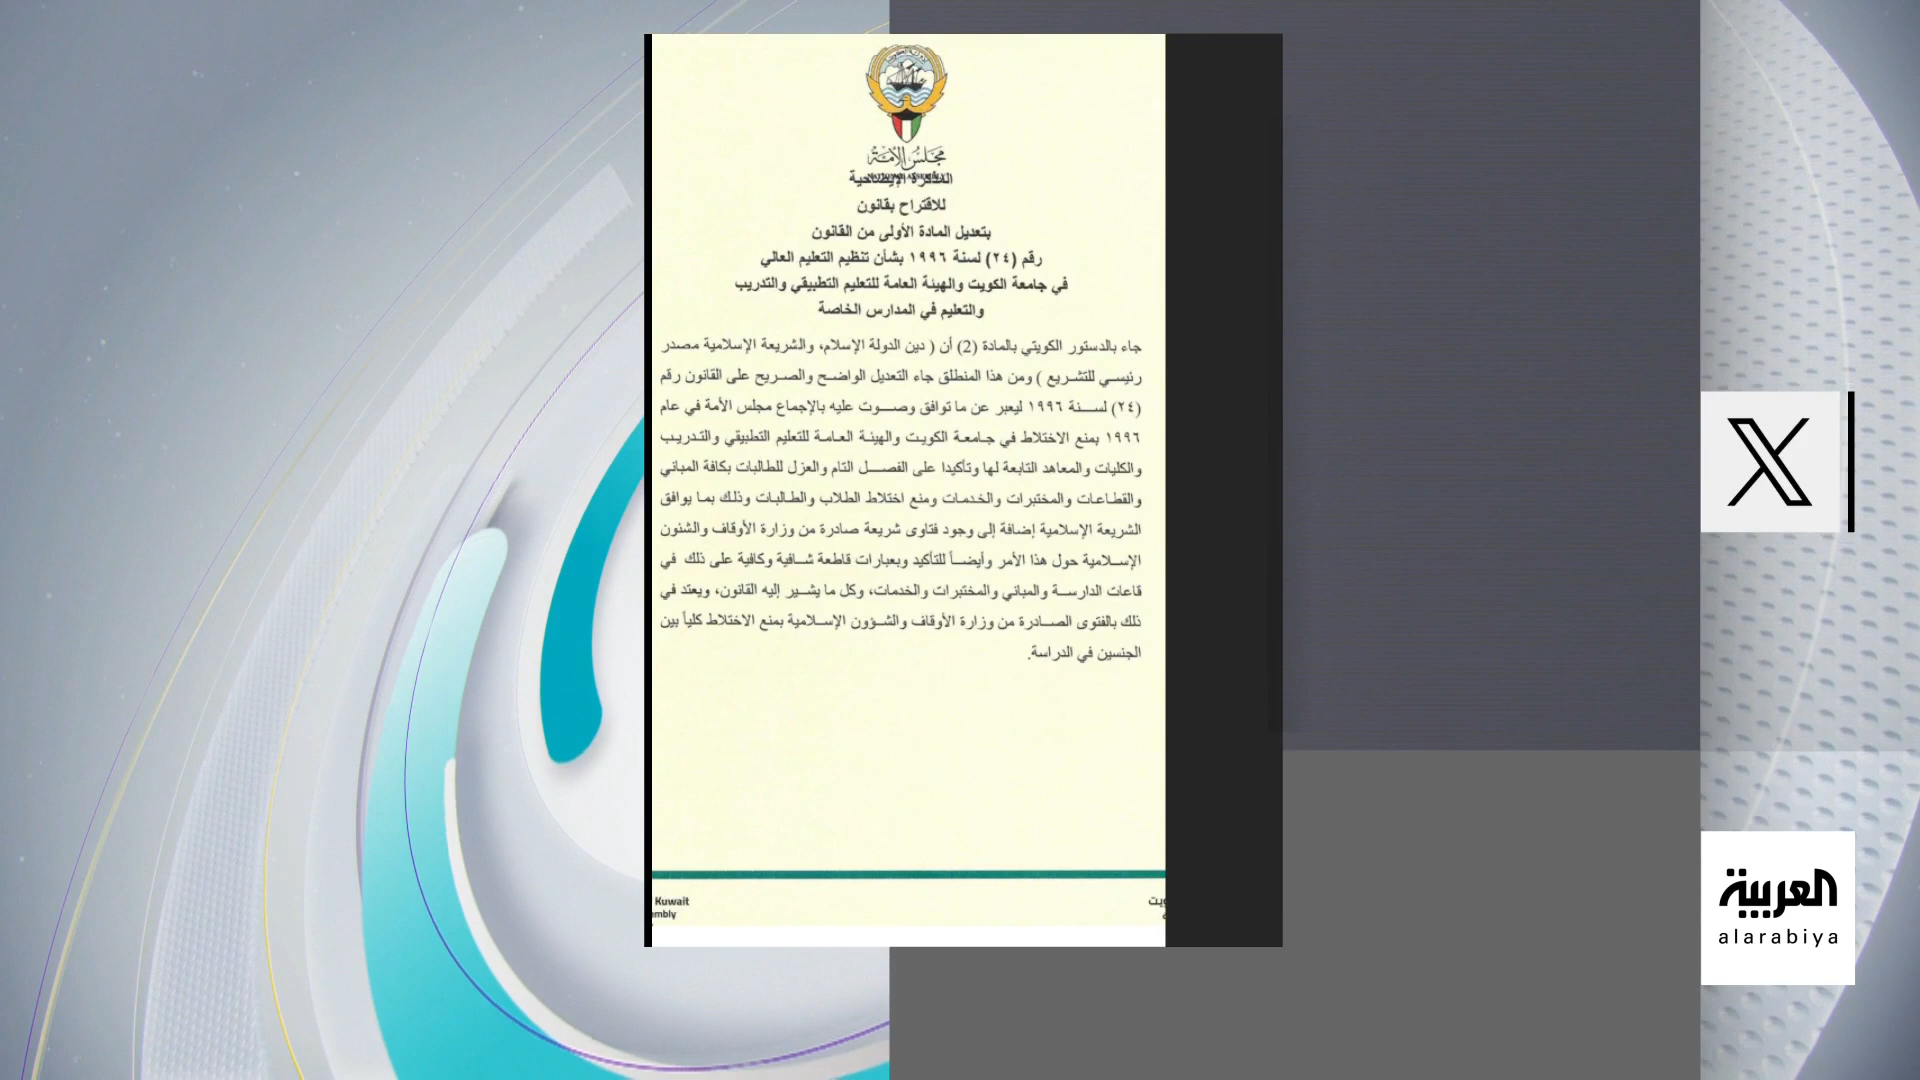 مجلس الأمة
المذكرة الإيضاحية
للاقتراح بقانون
بتعديل المادة الأولى من القانون
رقم (٢٤) لسنة ١٩٩٦ بشأن تنظيم التعليم العالي
في جامعة الكويت والهيئة العامة للتعليم التطبيقي والتدريب
والتعليم في المدارس الخاصة
جاء بالدستور الكويتي بالمادة (2) أن ( دين الدولة الإسلام، والشريعة الإسلامية مصدر
رئيسي للتشريع ) ومن هذا المنطلق جاء التعديل الواضح والصريح على القانون رقم
(٢٤) لسنة ١٩٩٦ ليعبر عن ما توافق وصوت عليه بالإجماع مجلس الأمة في عام
١٩٩٦ بمنع الاختلاط في جامعة الكويت والهيئة العامة للتعليم التطبيقي والتدريب
والكليات والمعاهد التابعة لها وتأكيدا على الفصل التام والعزل للطالبات بكافة المباني
والقطاعات والمختبرات والخدمات ومنع اختلاط الطلاب والطالبات وذلك بما يوافق
الشريعة الإسلامية إضافة إلى وجود فتاوى شريعة صادرة من وزارة الأوقاف والشئون
الإسلامية حول هذا الأمر وأيضاً للتأكيد وبعبارات قاطعة شافية وكافية على ذلك في
قاعات الدارسة والمباني والمختبرات والخدمات، وكل ما يشير إليه القانون، ويعتد في
ذلك بالفتوى الصادرة من وزارة الأوقاف والشؤون الإسلامية بمنع الاختلاط كلياً بين
الجنسين في الدراسة.
Kuwait
mbly
X
العربية
alarabiya